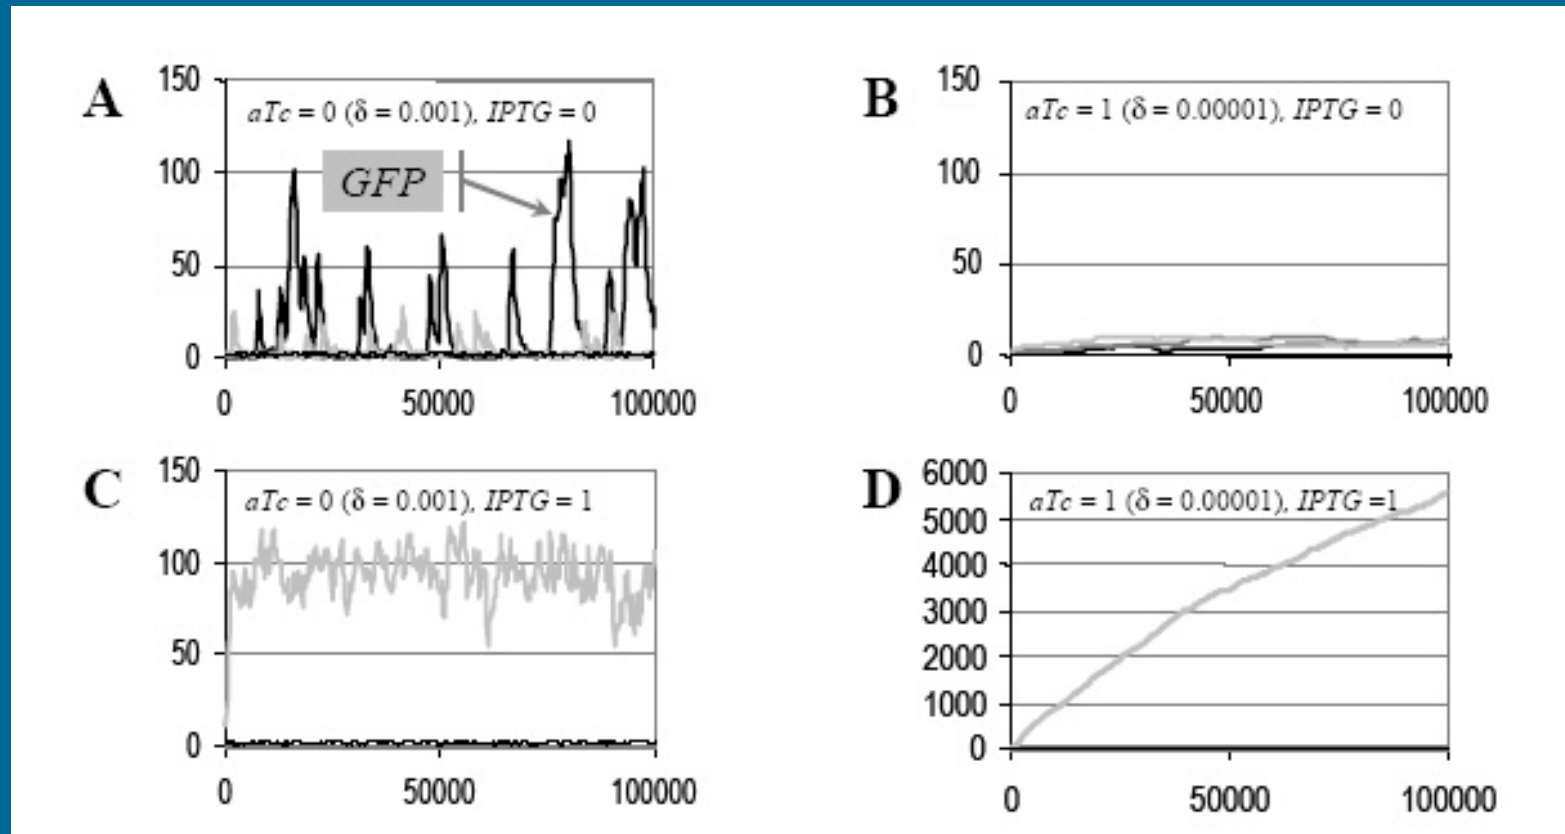 A
150
aTc = 0 (δ = 0.001), IPTG = 0
100
GFP
50
0
0 50000 100000
B
150
aTc = 1 (δ = 0.00001), IPTG = 0
100
50
0
0 50000 100000
C
150
aTc = 0 (δ = 0.001), IPTG = 1
100
50
0
0 50000 100000
D
6000
aTc = 1 (δ = 0.00001), IPTG =1
5000
4000
3000
2000
1000
0
0 50000 100000